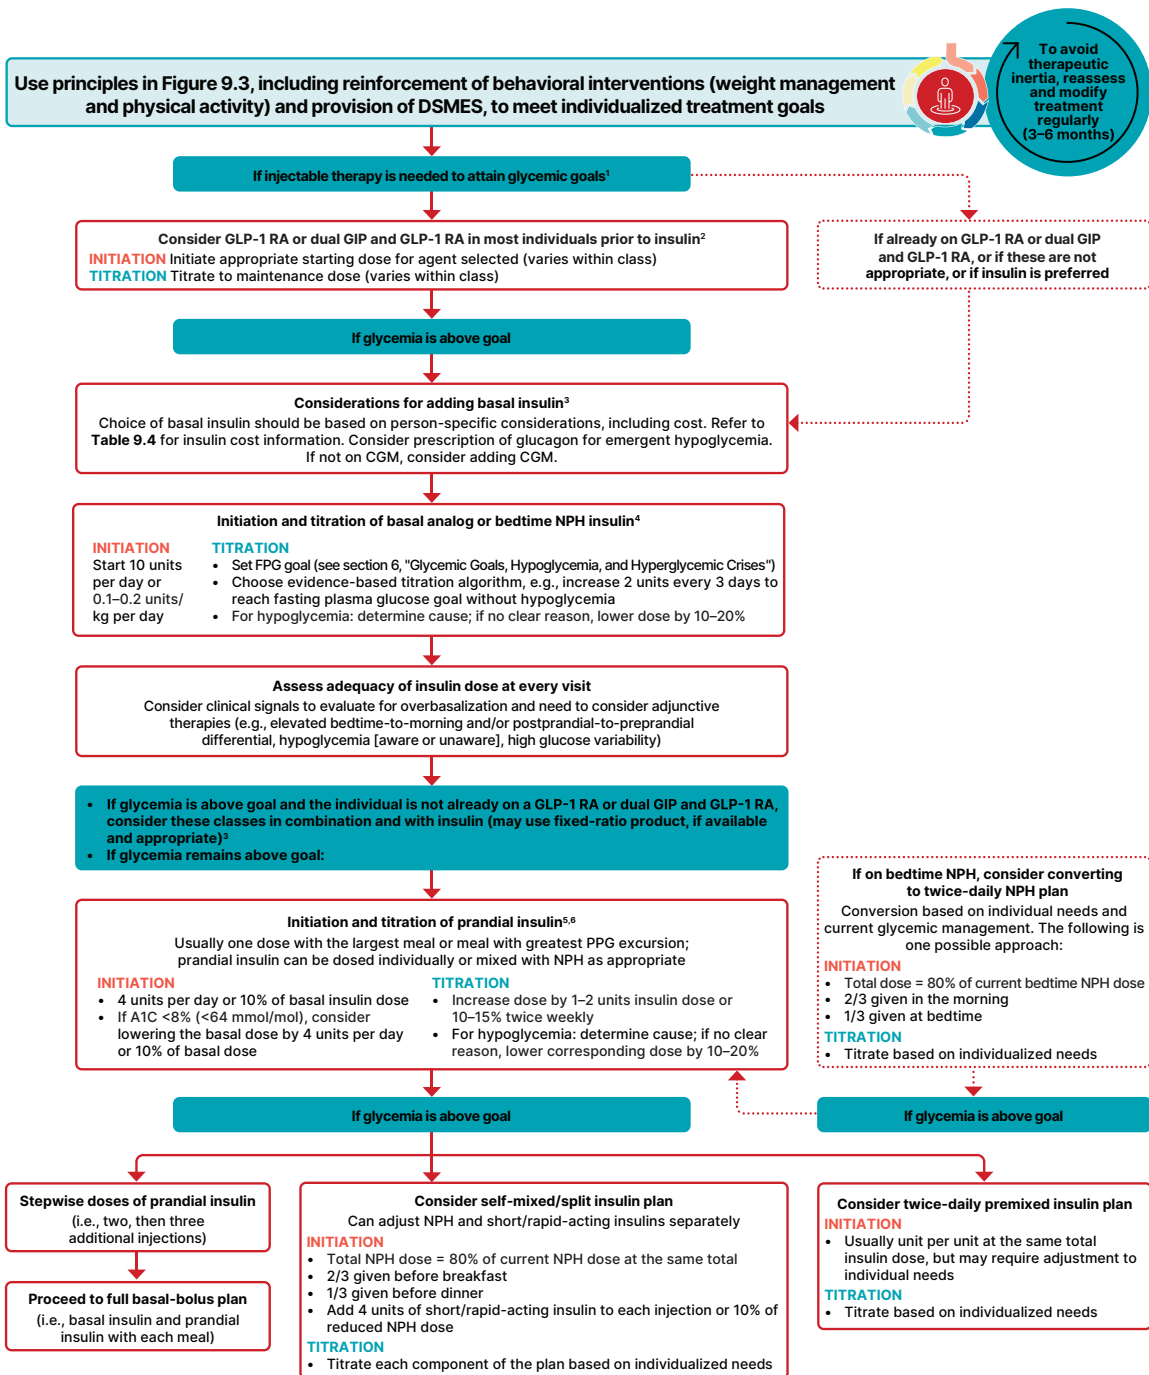 Use principles in Figure 9.3, including reinforcement of behavioral interventions (weight management
and physical activity) and provision of DSMES, to meet individualized treatment goals
To avoid
therapeutic
inertia, reassess
and modify
treatment
regularly
(3–6 months)
If injectable therapy is needed to attain glycemic goals¹
Consider GLP-1 RA or dual GIP and GLP-1 RA in most individuals prior to insulin²
INITIATION Initiate appropriate starting dose for agent selected (varies within class)
TITRATION Titrate to maintenance dose (varies within class)
If already on GLP-1 RA or dual GIP
and GLP-1 RA, or if these are not
appropriate, or if insulin is preferred
If glycemia is above goal
Considerations for adding basal insulin³
Choice of basal insulin should be based on person-specific considerations, including cost. Refer to
Table 9.4 for insulin cost information. Consider prescription of glucagon for emergent hypoglycemia.
If not on CGM, consider adding CGM.
Initiation and titration of basal analog or bedtime NPH insulin⁴
INITIATION
Start 10 units
per day or
0.1–0.2 units/
kg per day
TITRATION
• Set FPG goal (see section 6, "Glycemic Goals, Hypoglycemia, and Hyperglycemic Crises")
• Choose evidence-based titration algorithm, e.g., increase 2 units every 3 days to
reach fasting plasma glucose goal without hypoglycemia
• For hypoglycemia: determine cause; if no clear reason, lower dose by 10–20%
Assess adequacy of insulin dose at every visit
Consider clinical signals to evaluate for overbasalization and need to consider adjunctive
therapies (e.g., elevated bedtime-to-morning and/or postprandial-to-preprandial
differential, hypoglycemia [aware or unaware], high glucose variability)
• If glycemia is above goal and the individual is not already on a GLP-1 RA or dual GIP and GLP-1 RA,
consider these classes in combination and with insulin (may use fixed-ratio product, if available
and appropriate)³
• If glycemia remains above goal:
Initiation and titration of prandial insulin⁵,⁶
Usually one dose with the largest meal or meal with greatest PPG excursion;
prandial insulin can be dosed individually or mixed with NPH as appropriate
INITIATION
• 4 units per day or 10% of basal insulin dose
• If A1C <8% (<64 mmol/mol), consider
lowering the basal dose by 4 units per day
or 10% of basal dose
TITRATION
• Increase dose by 1–2 units insulin dose or
10–15% twice weekly
• For hypoglycemia: determine cause; if no clear
reason, lower corresponding dose by 10–20%
If on bedtime NPH, consider converting
to twice-daily NPH plan
Conversion based on individual needs and
current glycemic management. The following is
one possible approach:
INITIATION
• Total dose = 80% of current bedtime NPH dose
• 2/3 given in the morning
• 1/3 given at bedtime
TITRATION
• Titrate based on individualized needs
If glycemia is above goal
If glycemia is above goal
Stepwise doses of prandial insulin
(i.e., two, then three
additional injections)
Proceed to full basal-bolus plan
(i.e., basal insulin and prandial
insulin with each meal)
Consider self-mixed/split insulin plan
Can adjust NPH and short/rapid-acting insulins separately
INITIATION
• Total NPH dose = 80% of current NPH dose at the same total
• 2/3 given before breakfast
• 1/3 given before dinner
• Add 4 units of short/rapid-acting insulin to each injection or 10% of
reduced NPH dose
TITRATION
• Titrate each component of the plan based on individualized needs
Consider twice-daily premixed insulin plan
INITIATION
• Usually unit per unit at the same total
insulin dose, but may require adjustment to
individual needs
TITRATION
• Titrate based on individualized needs